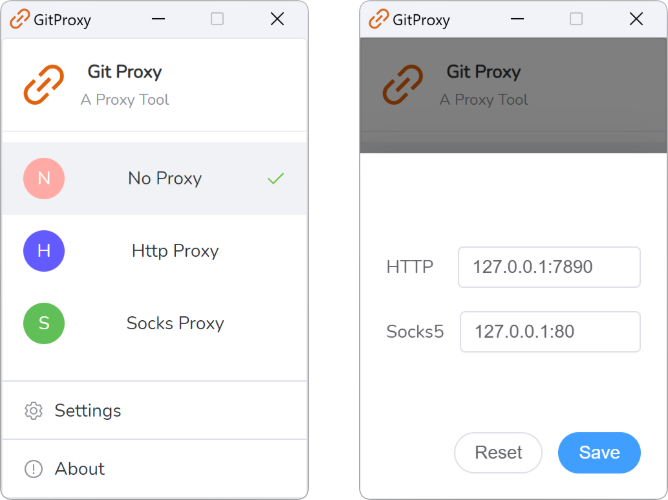 GitProxy
Git Proxy
A Proxy Tool
N No Proxy
H Http Proxy
S Socks Proxy
Settings
About
GitProxy
Git Proxy
A Proxy Tool
HTTP 127.0.0.1:7890
Socks5 127.0.0.1:80
Reset Save